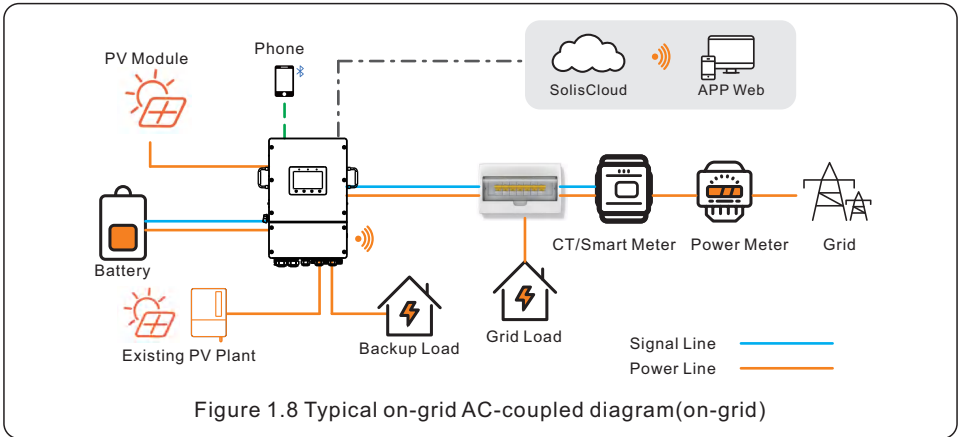 Phone
PV Module
SolisCloud
APP Web
CT/Smart Meter
Power Meter
Grid
Battery
Existing PV Plant
Backup Load
Grid Load
Signal Line
Power Line
Figure 1.8 Typical on-grid AC-coupled diagram(on-grid)